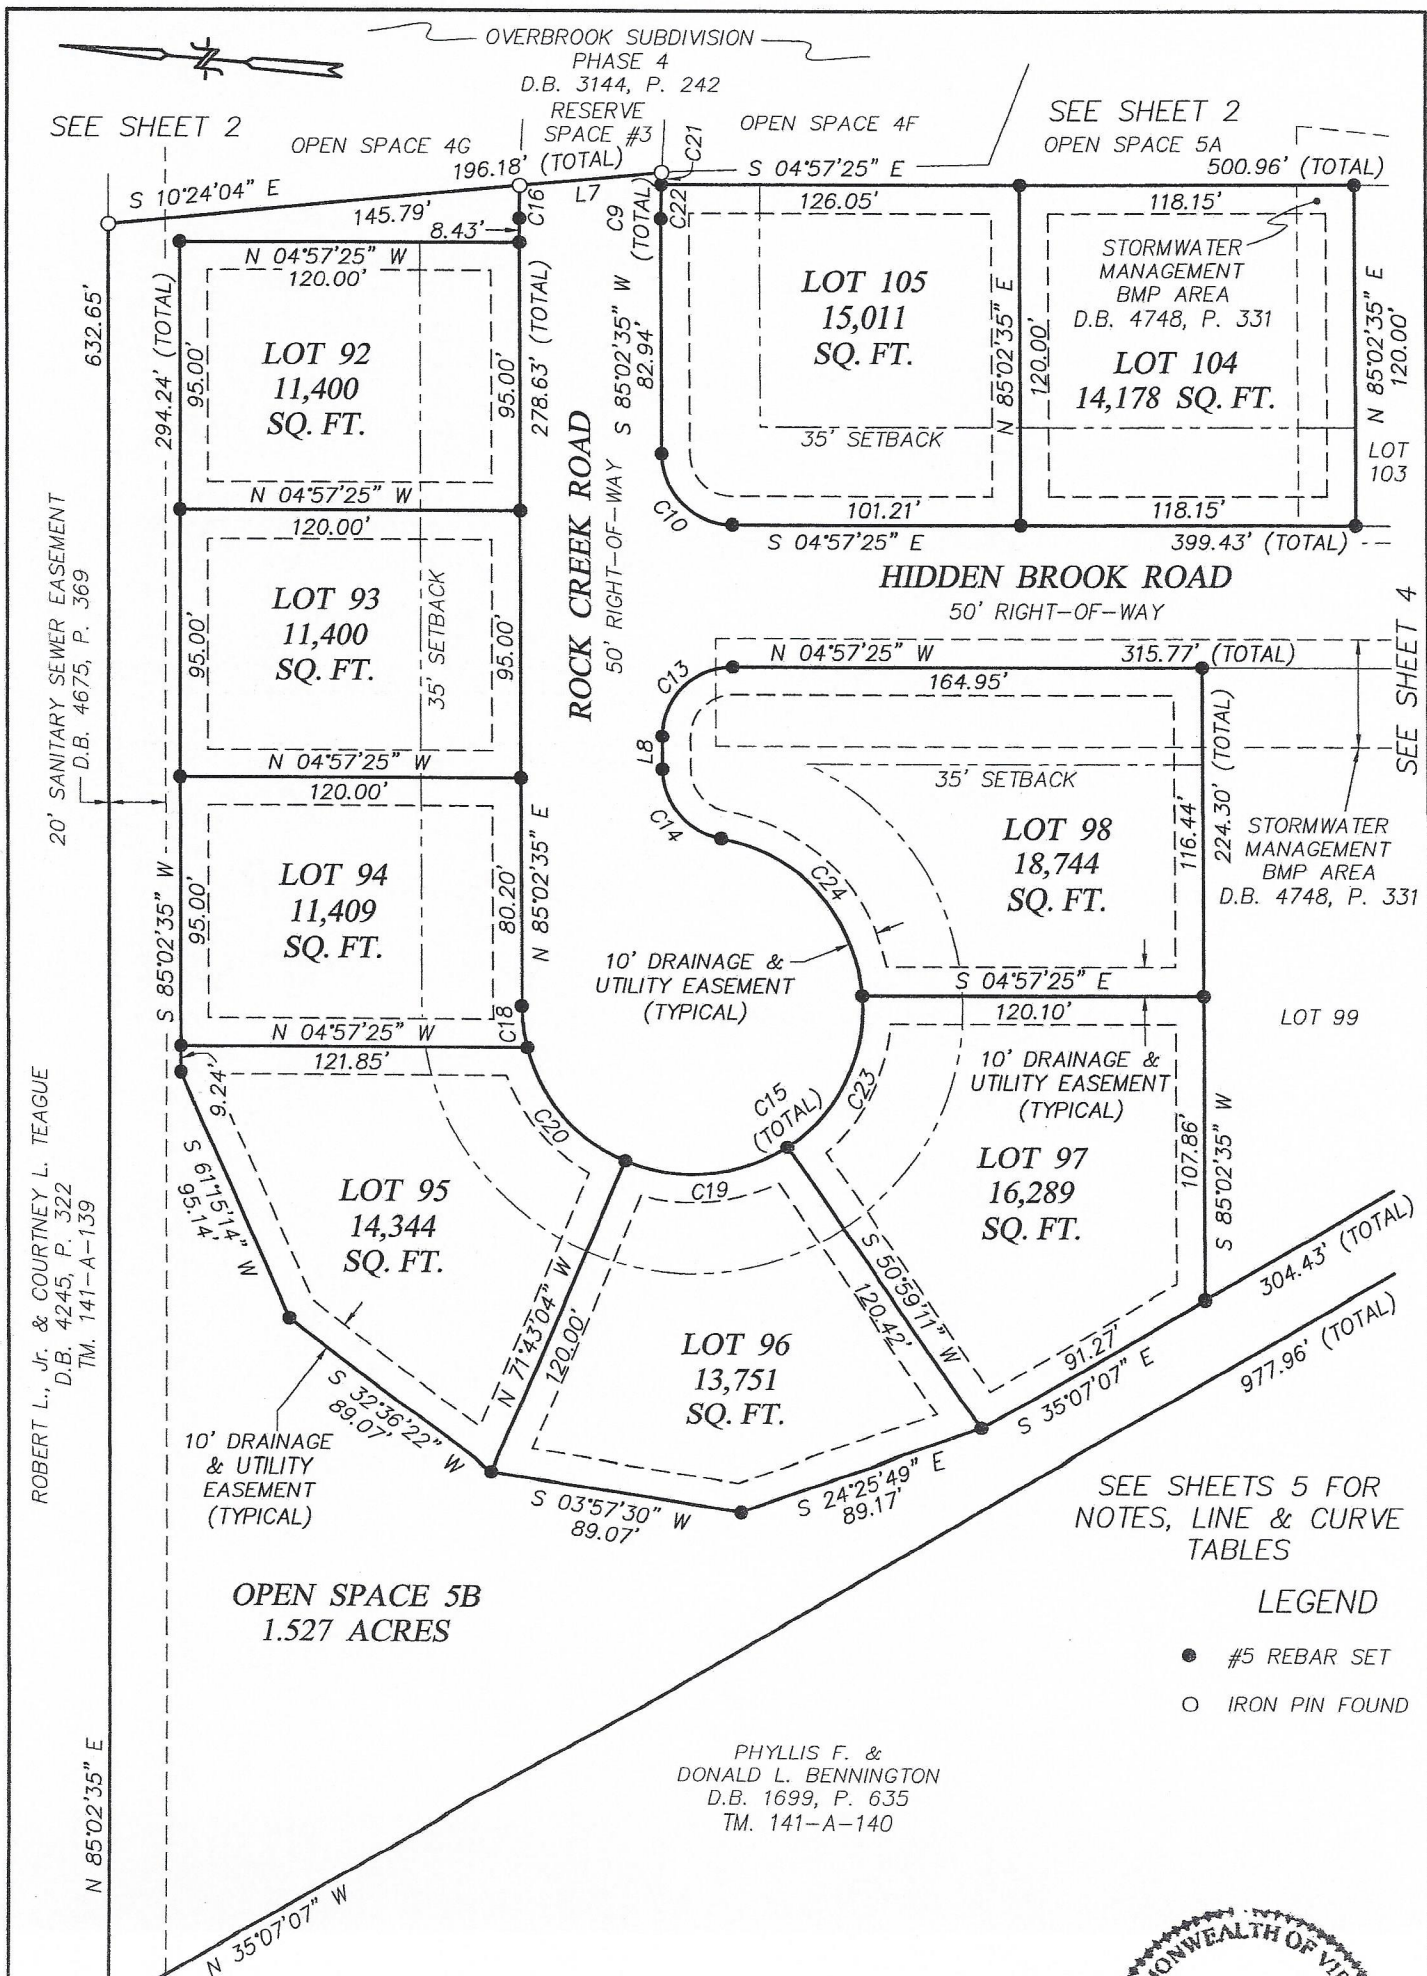 OVERBROOK SUBDIVISION
PHASE 4
D.B. 3144, P. 242
RESERVE
SPACE #3
SEE SHEET 2
OPEN SPACE 4G
196.18' (TOTAL)
OPEN SPACE 4F
C21
SEE SHEET 2
OPEN SPACE 5A
500.96' (TOTAL)
S 10°24'04" E
145.79'
L7
S 04°57'25" E
126.05'
118.15'
8.43'
C16
C9
(TOTAL)
C22
N 04°57'25" W
120.00'
632.65'
294.24' (TOTAL)
95.00'
LOT 92
11,400
SQ. FT.
95.00'
278.63' (TOTAL)
S 85°02'35" W
82.94'
LOT 105
15,011
SQ. FT.
35' SETBACK
N 85°02'35" E
120.00'
STORMWATER
MANAGEMENT
BMP AREA
D.B. 4748, P. 331
LOT 104
14,178 SQ. FT.
N 85°02'35" E
120.00'
LOT
103
N 04°57'25" W
120.00'
C10
101.21'
118.15'
S 04°57'25" E
399.43' (TOTAL)
HIDDEN BROOK ROAD
50' RIGHT-OF-WAY
ROCK CREEK ROAD
50' RIGHT-OF-WAY
20' SANITARY SEWER EASEMENT
D.B. 4675, P. 369
95.00'
LOT 93
11,400
SQ. FT.
35' SETBACK
95.00'
C13
N 04°57'25" W
315.77' (TOTAL)
164.95'
SEE SHEET 4
L8
35' SETBACK
N 04°57'25" W
120.00'
C14
LOT 98
18,744
SQ. FT.
116.44'
224.30' (TOTAL)
STORMWATER
MANAGEMENT
BMP AREA
D.B. 4748, P. 331
S 85°02'35" W
95.00'
LOT 94
11,409
SQ. FT.
80.20'
N 85°02'35" E
C24
10' DRAINAGE &
UTILITY EASEMENT
(TYPICAL)
S 04°57'25" E
120.10'
LOT 99
N 04°57'25" W
121.85'
C18
10' DRAINAGE &
UTILITY EASEMENT
(TYPICAL)
9.24'
C20
C15
(TOTAL)
C23
107.86'
S 85°02'35" W
ROBERT L., Jr. & COURTNEY L. TEAGUE
D.B. 4245, P. 322
TM. 141-A-139
S 61°15'14" W
95.14'
LOT 95
14,344
SQ. FT.
C19
LOT 97
16,289
SQ. FT.
N 71°43'04" W
120.00'
S 50°59'11" W
120.42'
304.43' (TOTAL)
977.96' (TOTAL)
LOT 96
13,751
SQ. FT.
91.27'
S 35°07'07" E
S 32°36'22" W
89.07'
10' DRAINAGE
& UTILITY
EASEMENT
(TYPICAL)
S 03°57'30" W
89.07'
S 24°25'49" E
89.17'
SEE SHEETS 5 FOR
NOTES, LINE & CURVE
TABLES
OPEN SPACE 5B
1.527 ACRES
LEGEND
#5 REBAR SET
IRON PIN FOUND
PHYLLIS F. &
DONALD L. BENNINGTON
D.B. 1699, P. 635
TM. 141-A-140
N 85°02'35" E
N 35°07'07" W